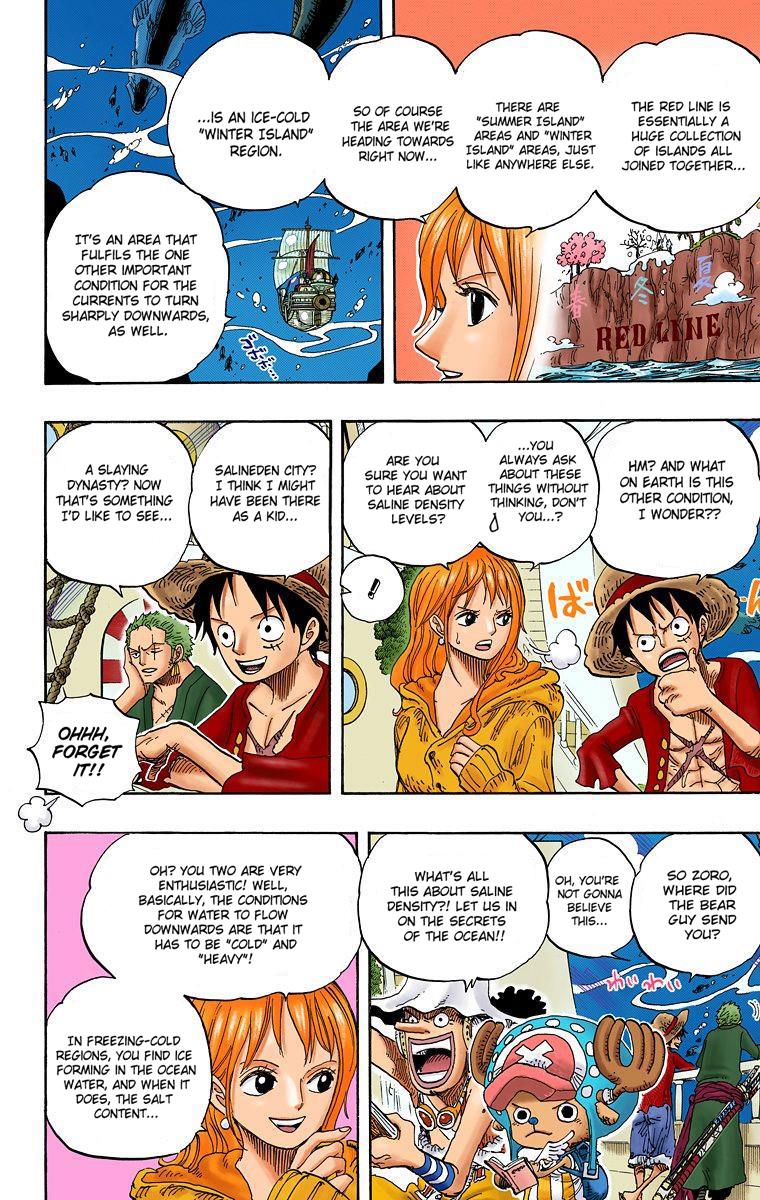 THE RED LINE IS
ESSENTIALLY A
HUGE COLLECTION
OF ISLANDS ALL
JOINED TOGETHER...
THERE ARE
"SUMMER ISLAND"
AREAS AND "WINTER
ISLAND" AREAS, JUST
LIKE ANYWHERE ELSE.
SO OF COURSE
THE AREA WE'RE
HEADING TOWARDS
RIGHT NOW...
...IS AN ICE-COLD
"WINTER ISLAND"
REGION.
春 冬 夏
RED LINE
IT'S AN AREA THAT
FULFILS THE ONE
OTHER IMPORTANT
CONDITION FOR THE
CURRENTS TO TURN
SHARPLY DOWNWARDS,
AS WELL.
HM? AND WHAT
ON EARTH IS THIS
OTHER CONDITION,
I WONDER??
...YOU
ALWAYS ASK
ABOUT THESE
THINGS WITHOUT
THINKING, DON'T
YOU...?
ARE YOU
SURE YOU WANT
TO HEAR ABOUT
SALINE DENSITY
LEVELS?
ば--ん
!
SALINEDEN CITY?
I THINK I MIGHT
HAVE BEEN THERE
AS A KID...
A SLAYING
DYNASTY? NOW
THAT'S SOMETHING
I'D LIKE TO SEE...
OHHH,
FORGET
IT!!
SO ZORO,
WHERE DID
THE BEAR
GUY SEND
YOU?
OH, YOU'RE
NOT GONNA
BELIEVE
THIS...
WHAT'S ALL
THIS ABOUT SALINE
DENSITY?! LET US IN
ON THE SECRETS
OF THE OCEAN!!
わいわい
OH? YOU TWO ARE VERY
ENTHUSIASTIC! WELL,
BASICALLY, THE CONDITIONS
FOR WATER TO FLOW
DOWNWARDS ARE THAT IT
HAS TO BE "COLD" AND
"HEAVY"!
IN FREEZING-COLD
REGIONS, YOU FIND ICE
FORMING IN THE OCEAN
WATER, AND WHEN IT
DOES, THE SALT
CONTENT...